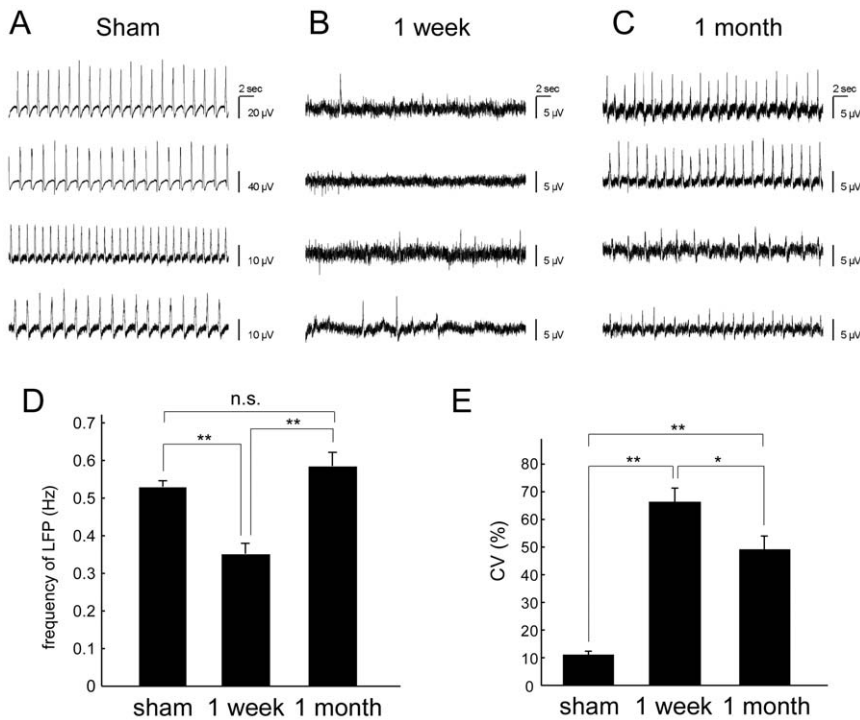 A Sham
B 1 week
C 1 month
2 sec
20 µV
40 µV
10 µV
10 µV
2 sec
5 µV
5 µV
5 µV
5 µV
2 sec
5 µV
5 µV
5 µV
5 µV
D
n.s.
** **
frequency of LFP (Hz)
0.7
0.6
0.5
0.4
0.3
0.2
0.1
0
sham 1 week 1 month
E
**
** *
CV (%)
80
70
60
50
40
30
20
10
0
sham 1 week 1 month